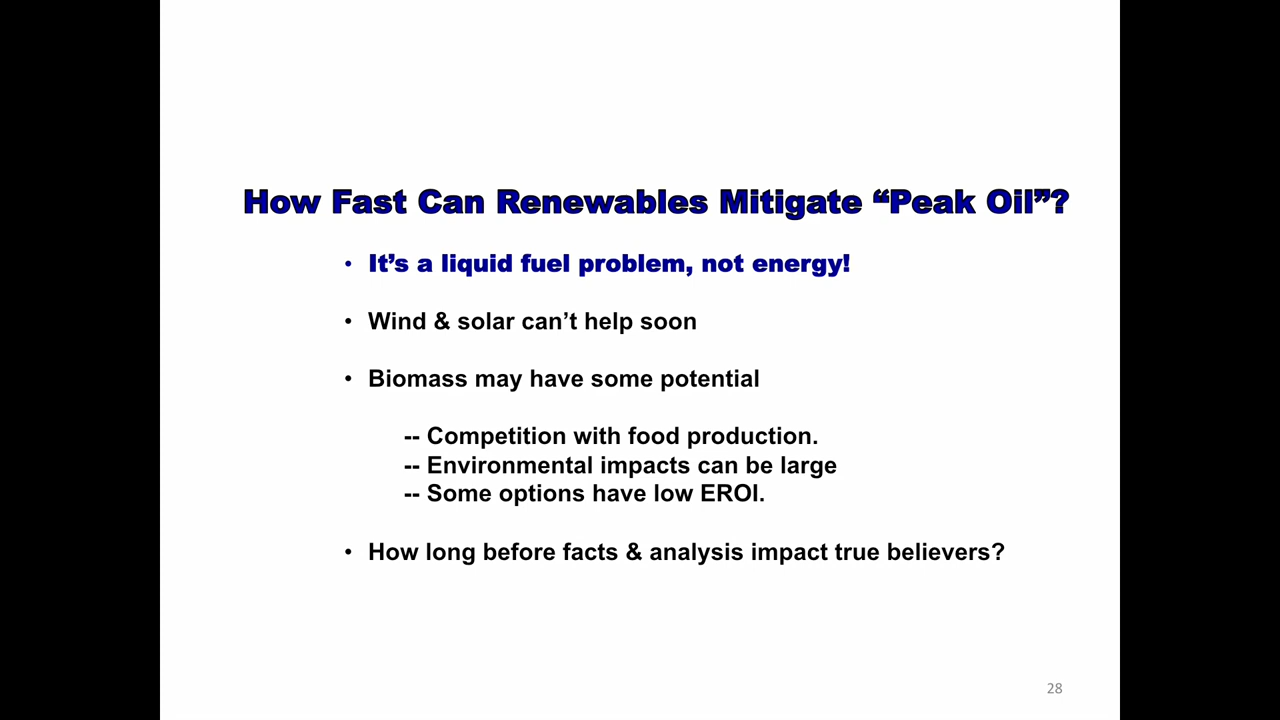 How Fast Can Renewables Mitigate “Peak Oil”?
• It’s a liquid fuel problem, not energy!
• Wind & solar can’t help soon
• Biomass may have some potential
-- Competition with food production.
-- Environmental impacts can be large
-- Some options have low EROI.
• How long before facts & analysis impact true believers?
28